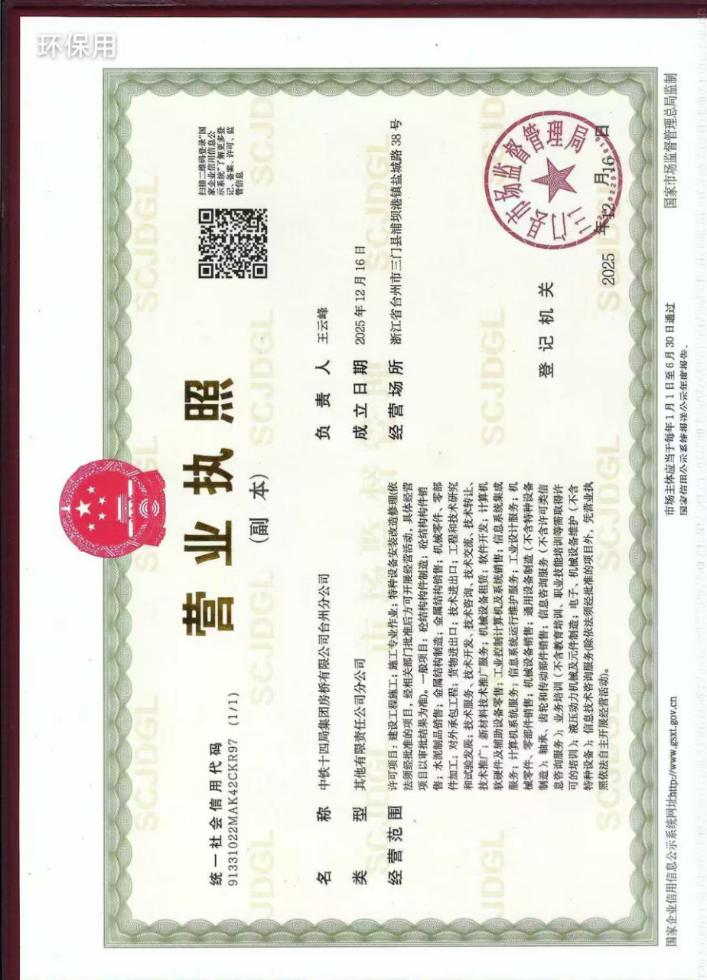 环保用
统一社会信用代码
91331022MAK42CKR97 (1/1)
营业执照
(副 本)
扫描二维码登录"国
家企业信用信息公
示系统"了解更多登
记、备案、许可、监
管信息
名 称 中铁十四局集团房桥有限公司台州分公司
类 型 其他有限责任公司分公司
经营范围 许可项目：建设工程施工；施工专业作业；特种设备安装改造修理(依
法须经批准的项目，经相关部门批准后方可开展经营活动，具体经营
项目以审批结果为准)。一般项目：砼结构构件制造；砼结构构件销
售；水泥制品销售；金属结构制造；金属结构销售；机械零件、零部
件加工；对外承包工程；货物进出口；技术进出口；工程和技术研究
和试验发展；技术服务、技术开发、技术咨询、技术交流、技术转让、
技术推广；新材料技术推广服务；机械设备租赁；软件开发；计算机
软硬件及辅助设备零售；工业控制计算机及系统销售；信息系统集成
服务；计算机系统服务；信息系统运行维护服务；工业设计服务；机
械零件、零部件销售；机械设备销售；通用设备制造（不含特种设备
制造）；轴承、齿轮和传动部件销售；信息咨询服务（不含许可类信
息咨询服务）；业务培训（不含教育培训、职业技能培训等需取得许
可的培训）；液压动力机械及元件制造；电子、机械设备维护（不含
特种设备）；信息技术咨询服务(除依法须经批准的项目外，凭营业执
照依法自主开展经营活动)。
负 责 人 王云峰
成立日期 2025年12月16日
经营场所 浙江省台州市三门县浦坝港镇盐城路38号
登记机关
三门县市场监督管理局
2025 年 12 月 16 日
国家企业信用信息公示系统网址http://www.gsxt.gov.cn
市场主体应当于每年1月1日至6月30日通过
国家信用公示系统报送公示年度报告。
国家市场监督管理总局监制
SCJDGL